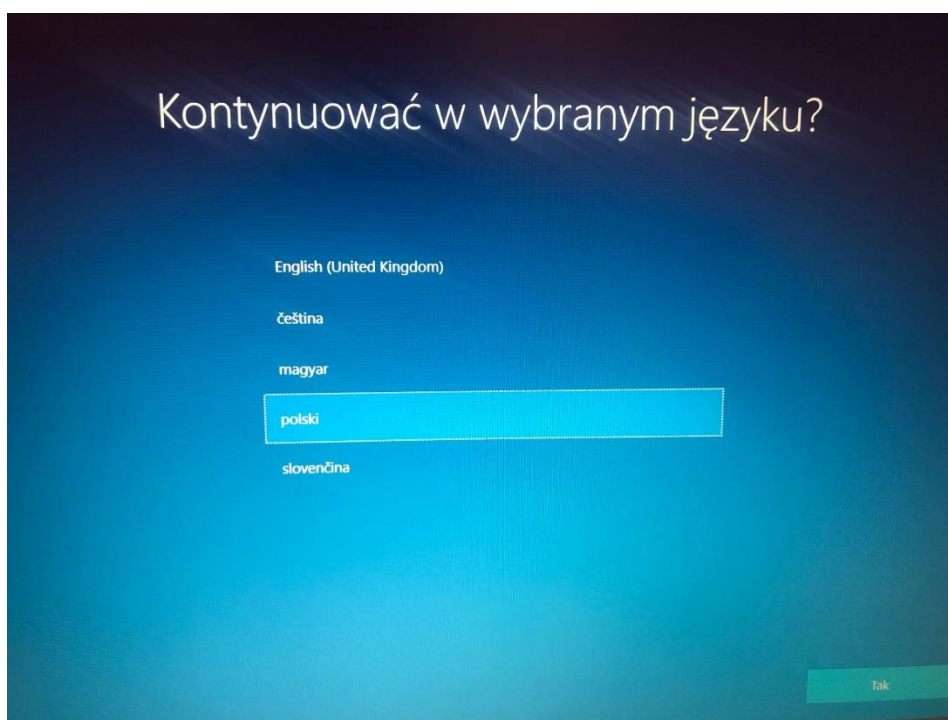 Kontynuować w wybranym języku?
English (United Kingdom)
čeština
magyar
polski
slovenčina
Tak